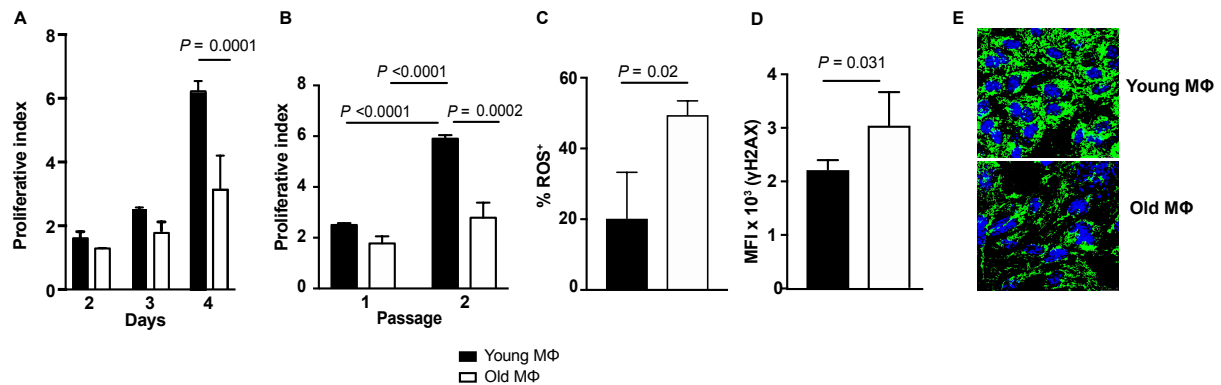 A
Proliferative index
8
6
4
2
0
P = 0.0001
2 3 4
Days
B
Proliferative index
8
6
4
2
0
P <0.0001
P <0.0001
P = 0.0002
1 2
Passage
C
% ROS+
60
40
20
0
P = 0.02
D
MFI x 10³ (γH2AX)
4
3
2
1
0
P = 0.031
E
Young MΦ
Old MΦ
Young MΦ
Old MΦ